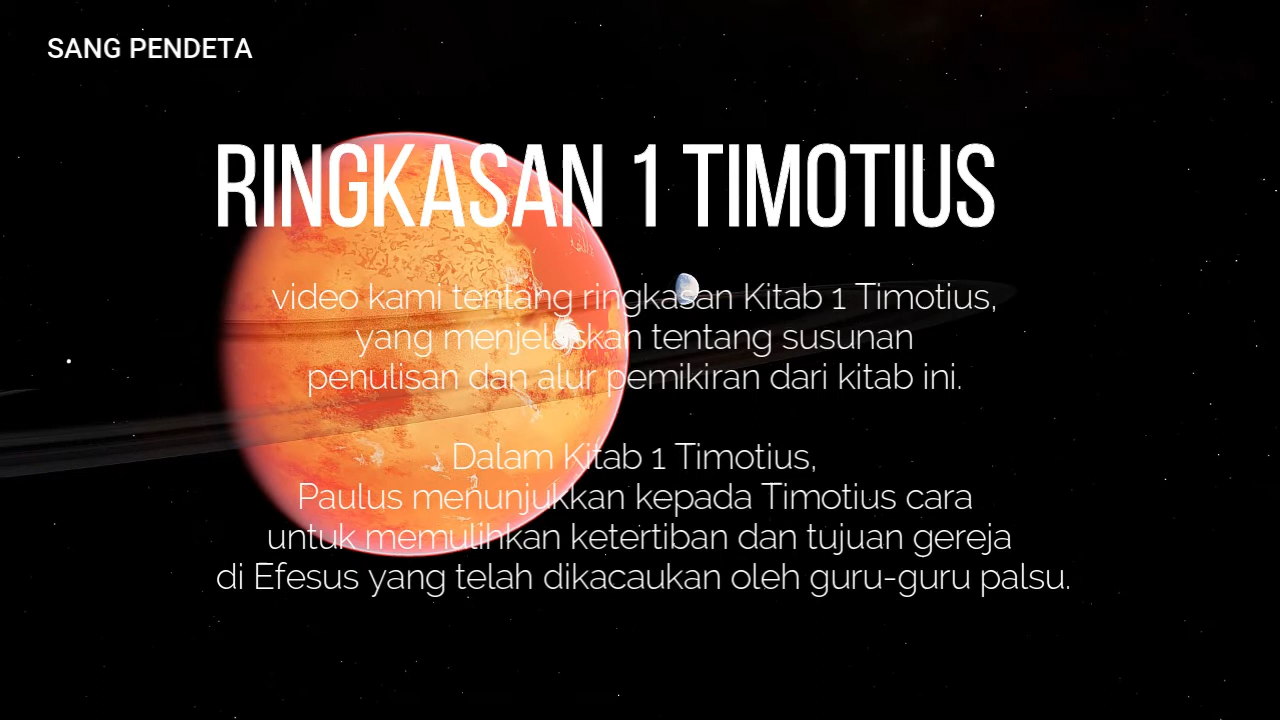 SANG PENDETA
RINGKASAN 1 TIMOTIUS
video kami tentang ringkasan Kitab 1 Timotius,
yang menjelaskan tentang susunan
penulisan dan alur pemikiran dari kitab ini.
Dalam Kitab 1 Timotius,
Paulus menunjukkan kepada Timotius cara
untuk memulihkan ketertiban dan tujuan gereja
di Efesus yang telah dikacaukan oleh guru-guru palsu.